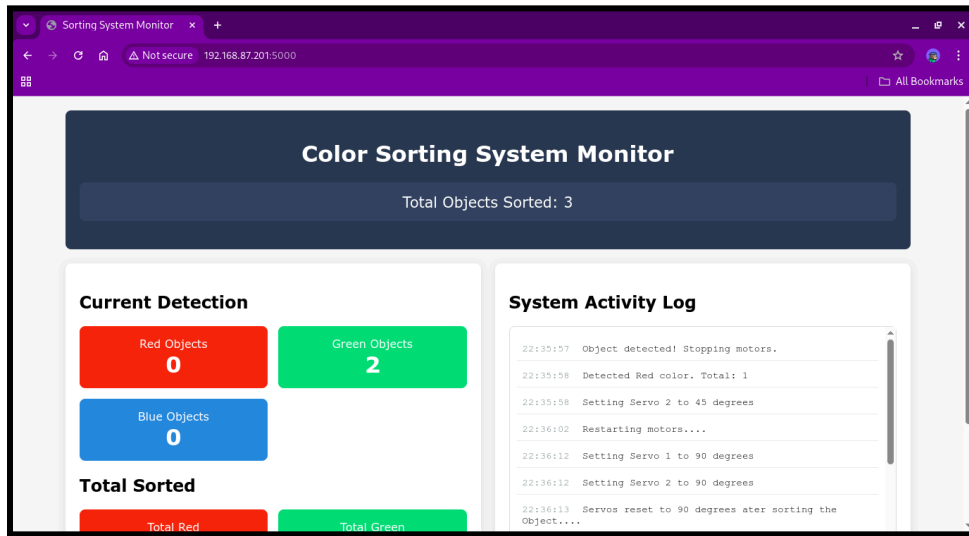 Sorting System Monitor
Not secure 192.168.87.201:5000
All Bookmarks
Color Sorting System Monitor
Total Objects Sorted: 3
Current Detection
Red Objects
0
Green Objects
2
Blue Objects
0
Total Sorted
Total Red
Total Green
System Activity Log
22:35:57 Object detected! Stopping motors.
22:35:58 Detected Red color. Total: 1
22:35:58 Setting Servo 2 to 45 degrees
22:36:02 Restarting motors....
22:36:12 Setting Servo 1 to 90 degrees
22:36:12 Setting Servo 2 to 90 degrees
22:36:13 Servos reset to 90 degrees ater sorting the
Object....